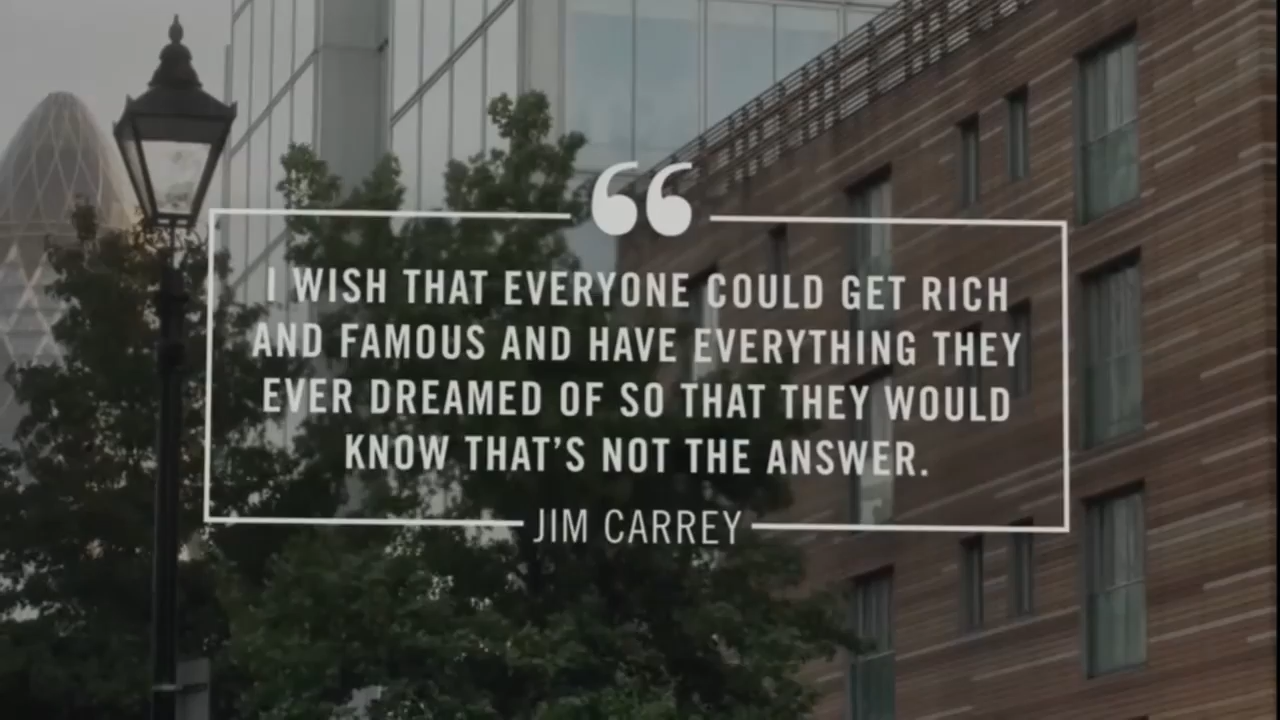 I WISH THAT EVERYONE COULD GET RICH
AND FAMOUS AND HAVE EVERYTHING THEY
EVER DREAMED OF SO THAT THEY WOULD
KNOW THAT'S NOT THE ANSWER.
JIM CARREY